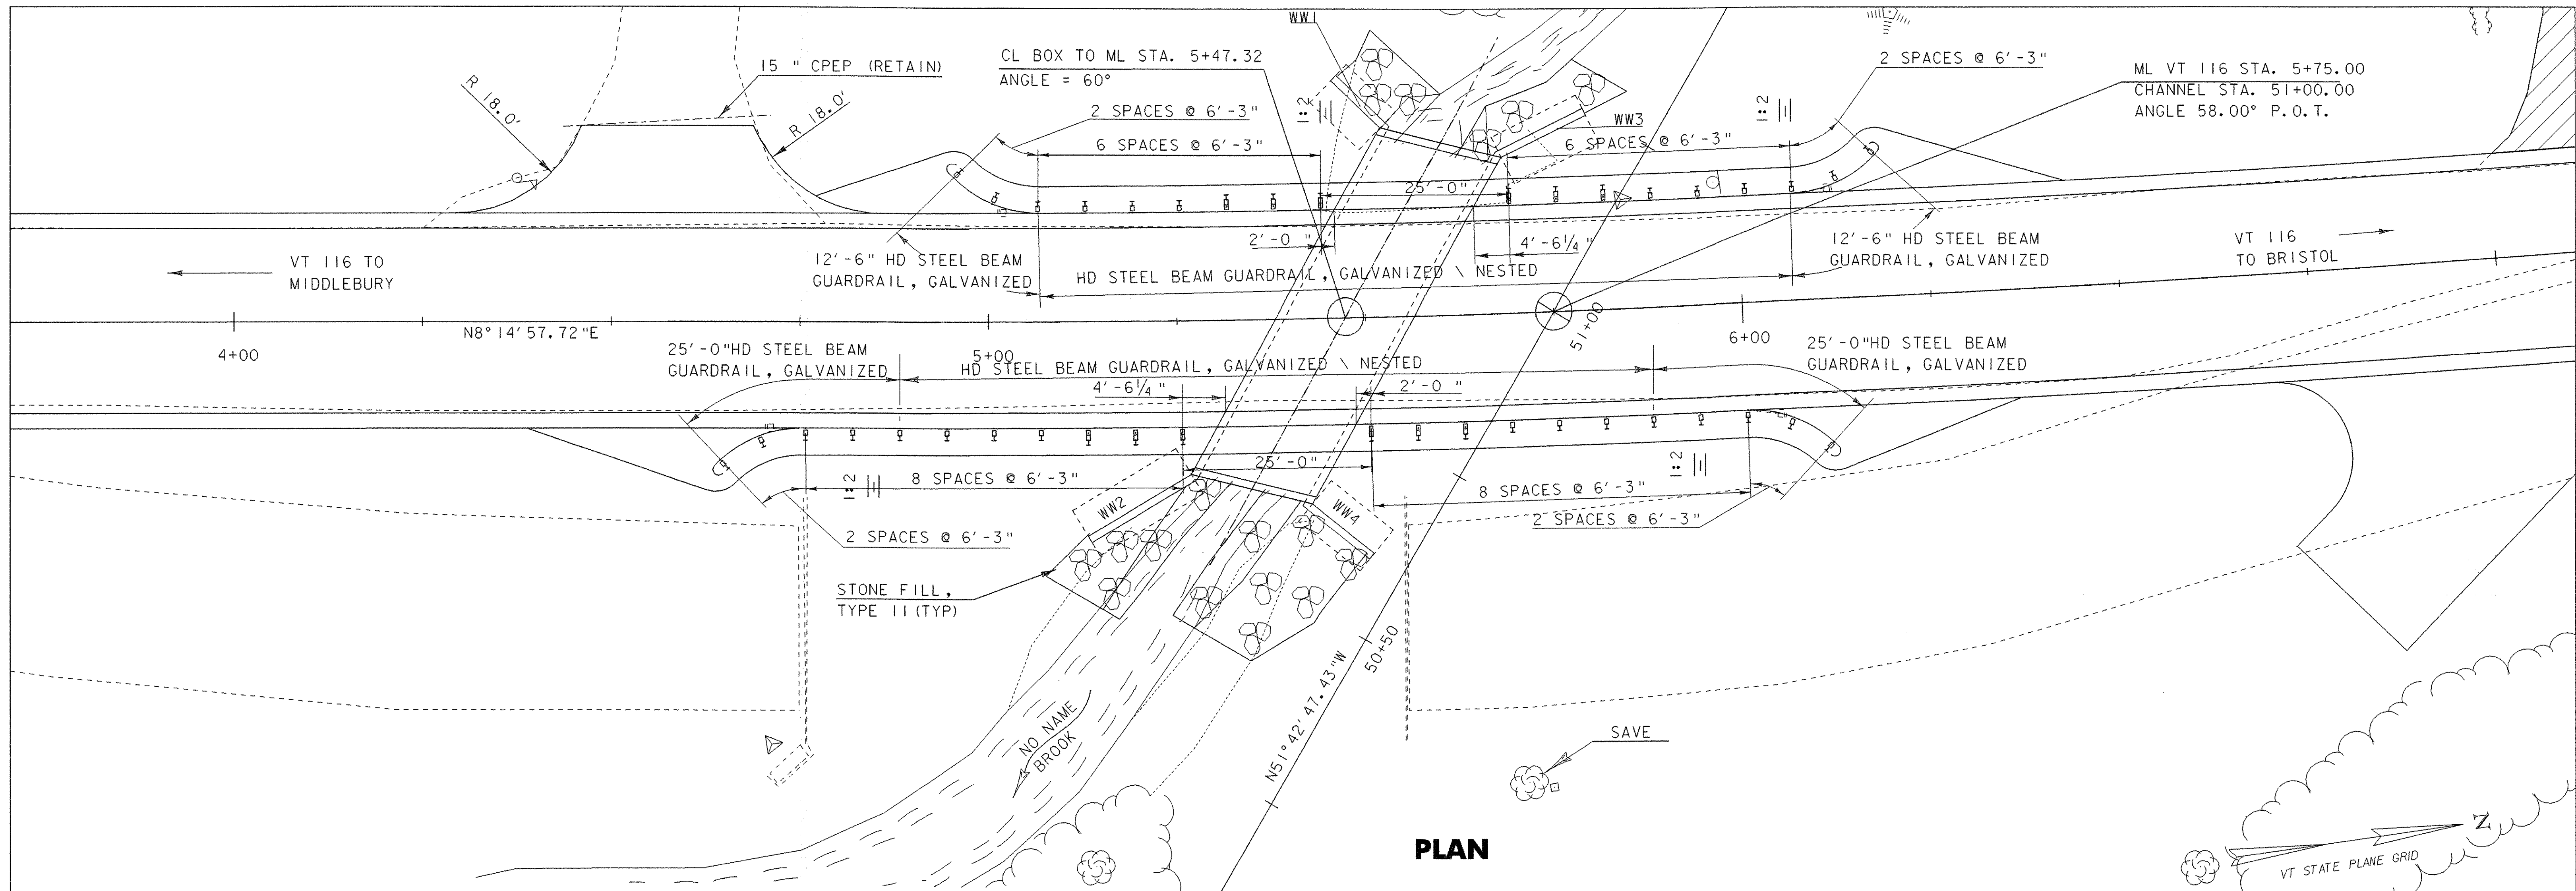 WW1
15 " CPEP (RETAIN)
R 18.0'
R 18.0'
CL BOX TO ML STA. 5+47.32
ANGLE = 60°
2 SPACES @ 6'-3"
6 SPACES @ 6'-3"
1:2
WW3
6 SPACES @ 6'-3"
1:2
2 SPACES @ 6'-3"
ML VT 116 STA. 5+75.00
CHANNEL STA. 51+00.00
ANGLE 58.00° P.O.T.
25'-0"
2'-0 "
4'-6 1/4 "
VT 116 TO
MIDDLEBURY
12'-6" HD STEEL BEAM
GUARDRAIL, GALVANIZED
HD STEEL BEAM GUARDRAIL, GALVANIZED \ NESTED
12'-6" HD STEEL BEAM
GUARDRAIL, GALVANIZED
VT 116
TO BRISTOL
N8°14'57.72"E
4+00
5+00
51+00
6+00
25'-0"HD STEEL BEAM
GUARDRAIL, GALVANIZED
HD STEEL BEAM GUARDRAIL, GALVANIZED \ NESTED
25'-0"HD STEEL BEAM
GUARDRAIL, GALVANIZED
4'-6 1/4 "
2'-0 "
25'-0"
1:2
8 SPACES @ 6'-3"
1:2
8 SPACES @ 6'-3"
2 SPACES @ 6'-3"
2 SPACES @ 6'-3"
WW2
WW4
STONE FILL,
TYPE II (TYP)
NO NAME
BROOK
N51°42'47.43"W
50+50
SAVE
PLAN
N
VT STATE PLANE GRID